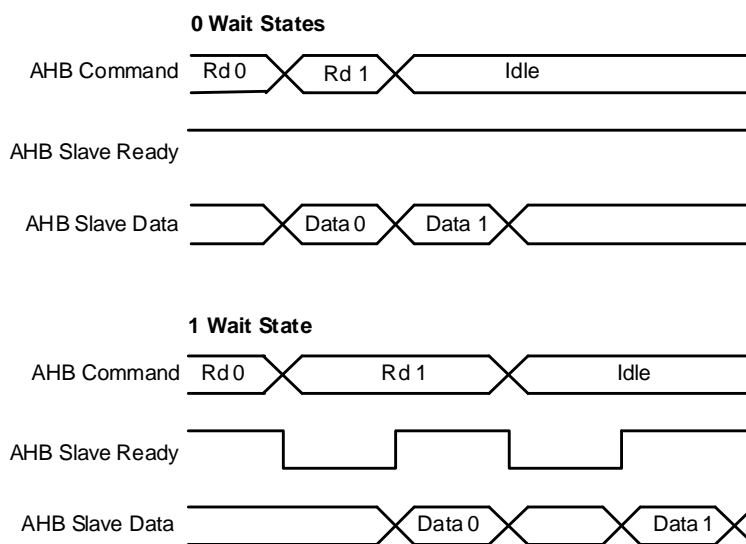 0 Wait States
AHB Command Rd 0 Rd 1 Idle
AHB Slave Ready
AHB Slave Data Data 0 Data 1
1 Wait State
AHB Command Rd 0 Rd 1 Idle
AHB Slave Ready
AHB Slave Data Data 0 Data 1